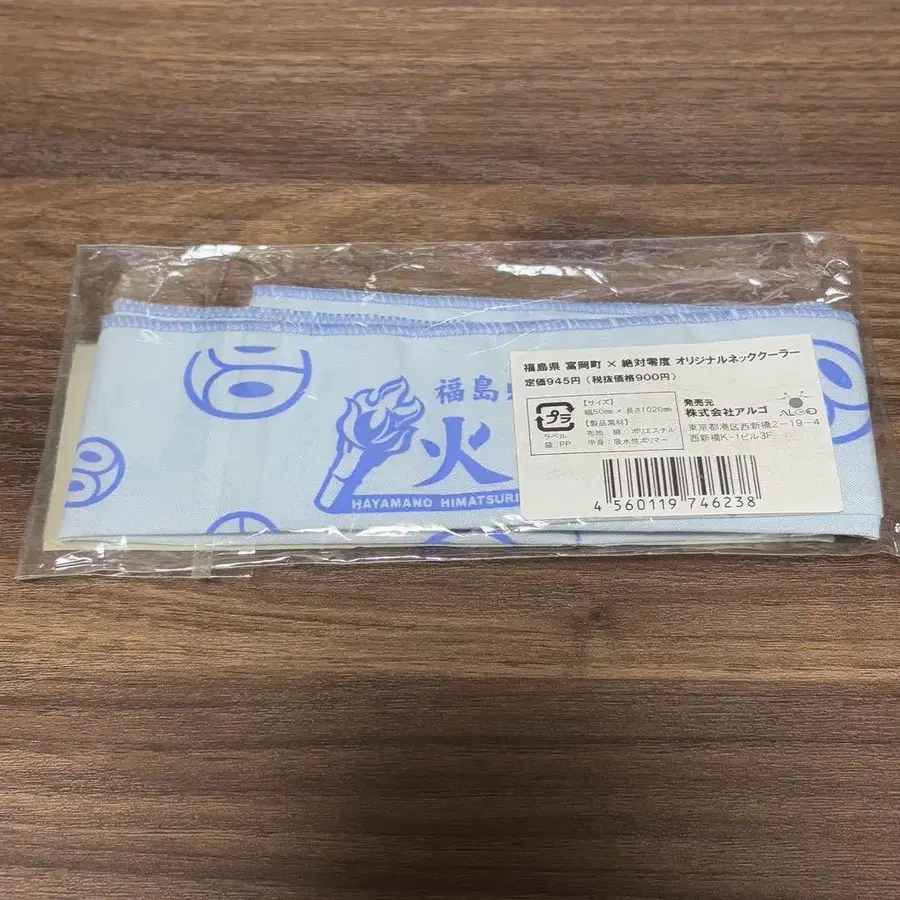 福島県 富岡町 × 絶対零度 オリジナルネッククーラー
定価945円（税抜価格900円）
プラ
ラベル
袋:PP
【サイズ】
幅50mm × 長さ1020mm
【製品素材】
布地:綿、ポリエステル
中身:吸水性ポリマー
発売元
株式会社アルゴ
東京都港区西新橋2-19-4
西新橋K-1ビル3F
ALGO
4 560119 746238
福島県
火
HAYAMANO HIMATSURI